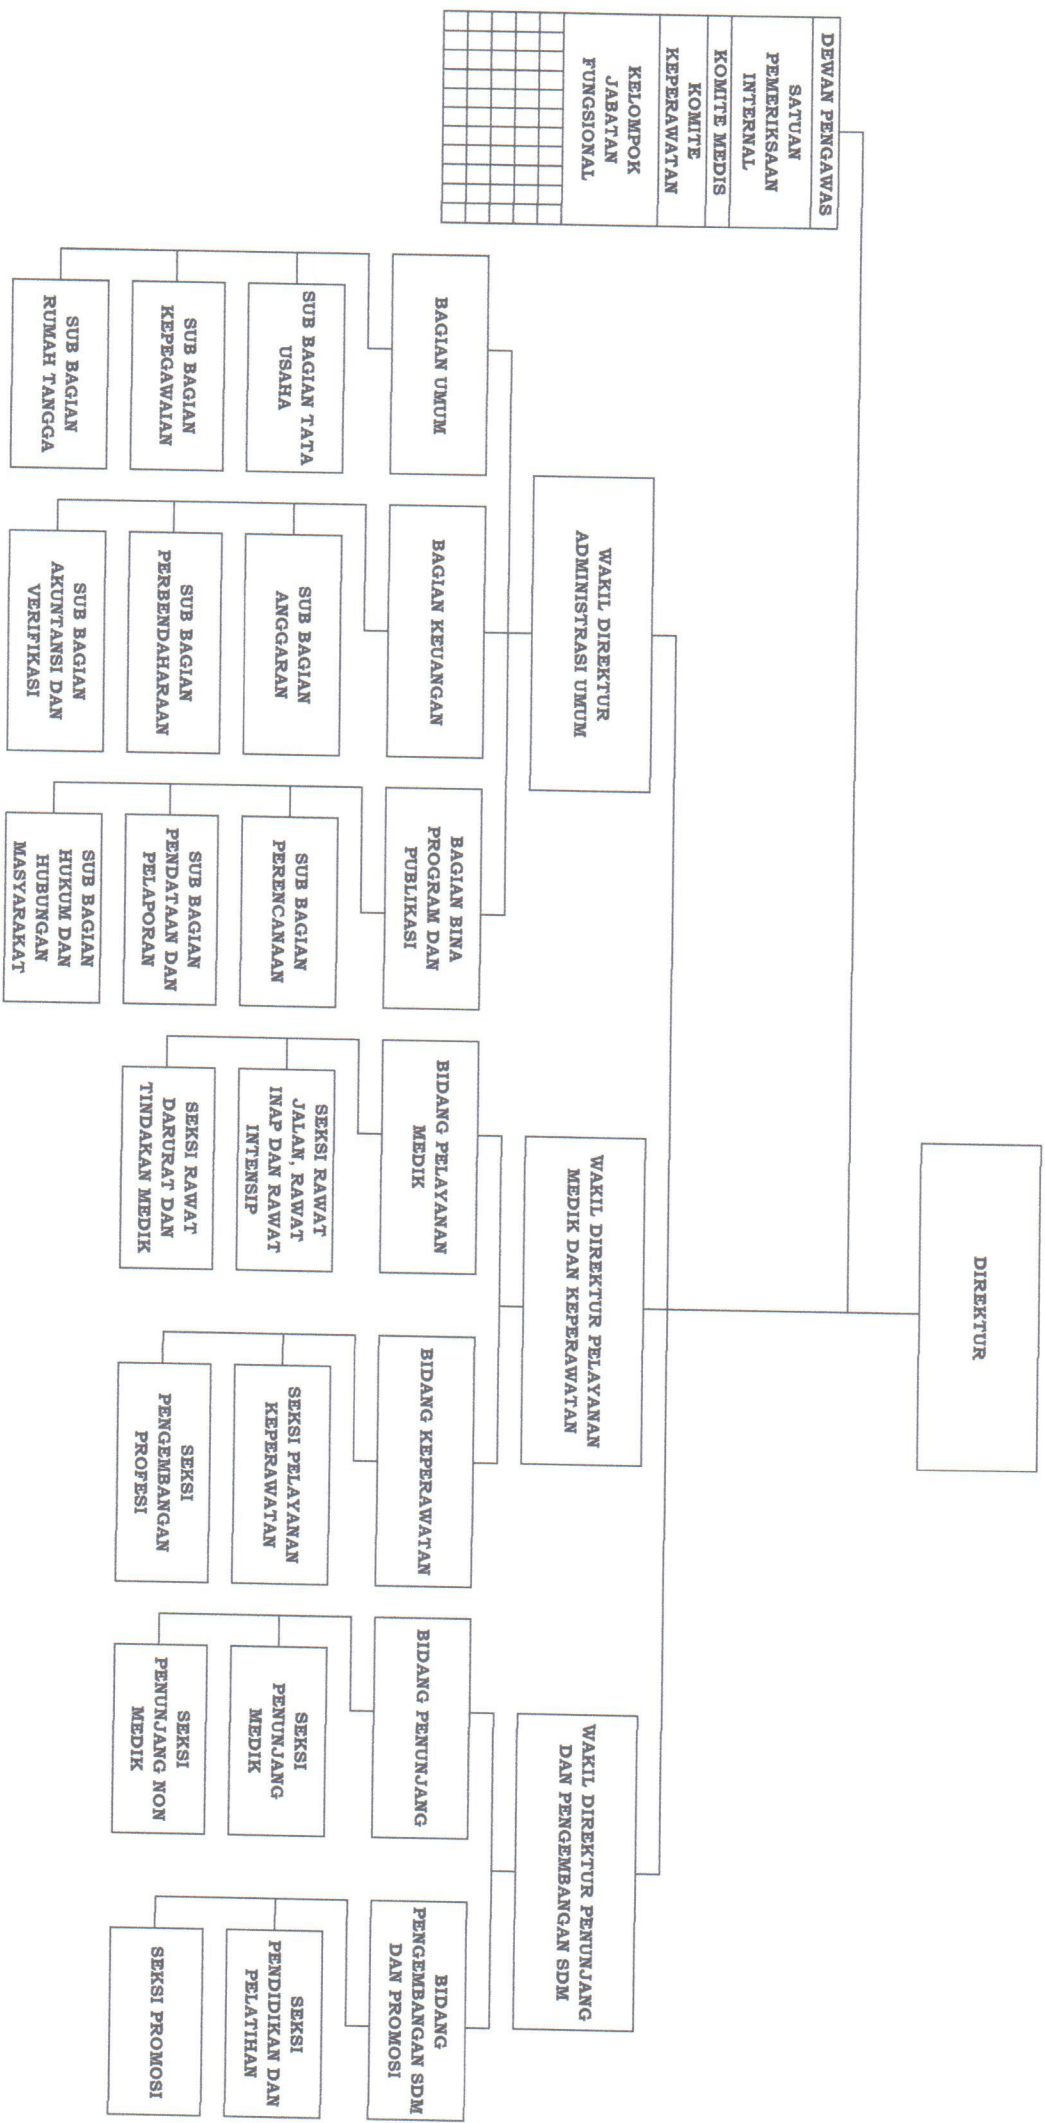 DIREKTUR
DEWAN PENGAWAS
SATUAN
PEMERIKSAAN
INTERNAL
KOMITE MEDIS
KOMITE
KEPERAWATAN
KELOMPOK
JABATAN
FUNGSIONAL
WAKIL DIREKTUR
ADMINISTRASI UMUM
WAKIL DIREKTUR PELAYANAN
MEDIK DAN KEPERAWATAN
WAKIL DIREKTUR PENUNJANG
DAN PENGEMBANGAN SDM
BAGIAN UMUM
BAGIAN KEUANGAN
BAGIAN BINA
PROGRAM DAN
PUBLIKASI
BIDANG PELAYANAN
MEDIK
BIDANG KEPERAWATAN
BIDANG PENUNJANG
BIDANG
PENGEMBANGAN SDM
DAN PROMOSI
SUB BAGIAN TATA
USAHA
SUB BAGIAN
ANGGARAN
SUB BAGIAN
PERENCANAAN
SEKSI RAWAT
JALAN, RAWAT
INAP DAN RAWAT
INTENSIP
SEKSI PELAYANAN
KEPERAWATAN
SEKSI
PENUNJANG
MEDIK
SEKSI
PENDIDIKAN DAN
PELATIHAN
SUB BAGIAN
KEPEGAWAIAN
SUB BAGIAN
PERBENDAHARAAN
SUB BAGIAN
PENDATAAN DAN
PELAPORAN
SEKSI RAWAT
DARURAT DAN
TINDAKAN MEDIK
SEKSI
PENGEMBANGAN
PROFESI
SEKSI
PENUNJANG NON
MEDIK
SEKSI PROMOSI
SUB BAGIAN
RUMAH TANGGA
SUB BAGIAN
AKUNTANSI DAN
VERIFIKASI
SUB BAGIAN
HUKUM DAN
HUBUNGAN
MASYARAKAT